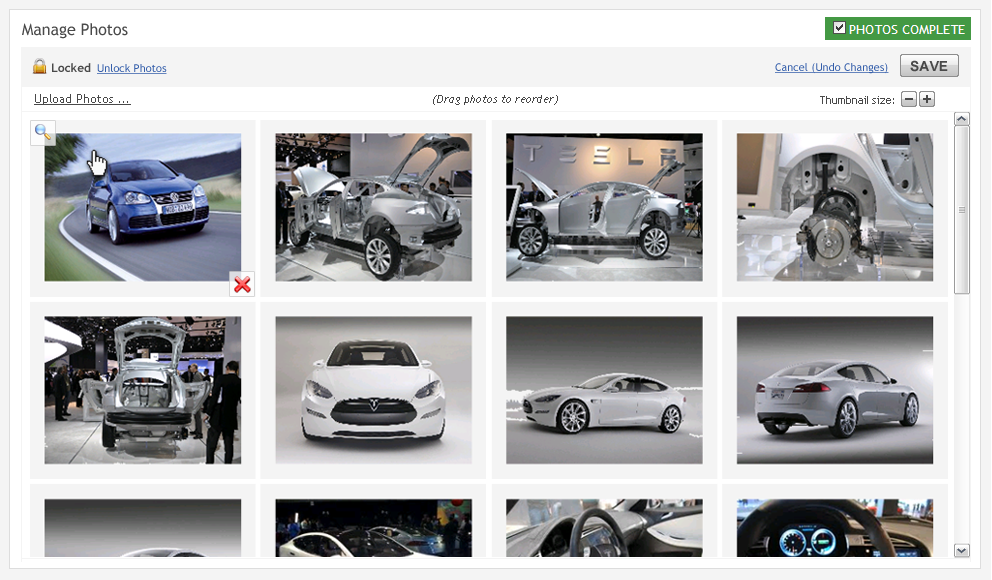 Manage Photos
PHOTOS COMPLETE
Locked Unlock Photos
Cancel (Undo Changes) SAVE
Upload Photos ... (Drag photos to reorder) Thumbnail size:
TESLA